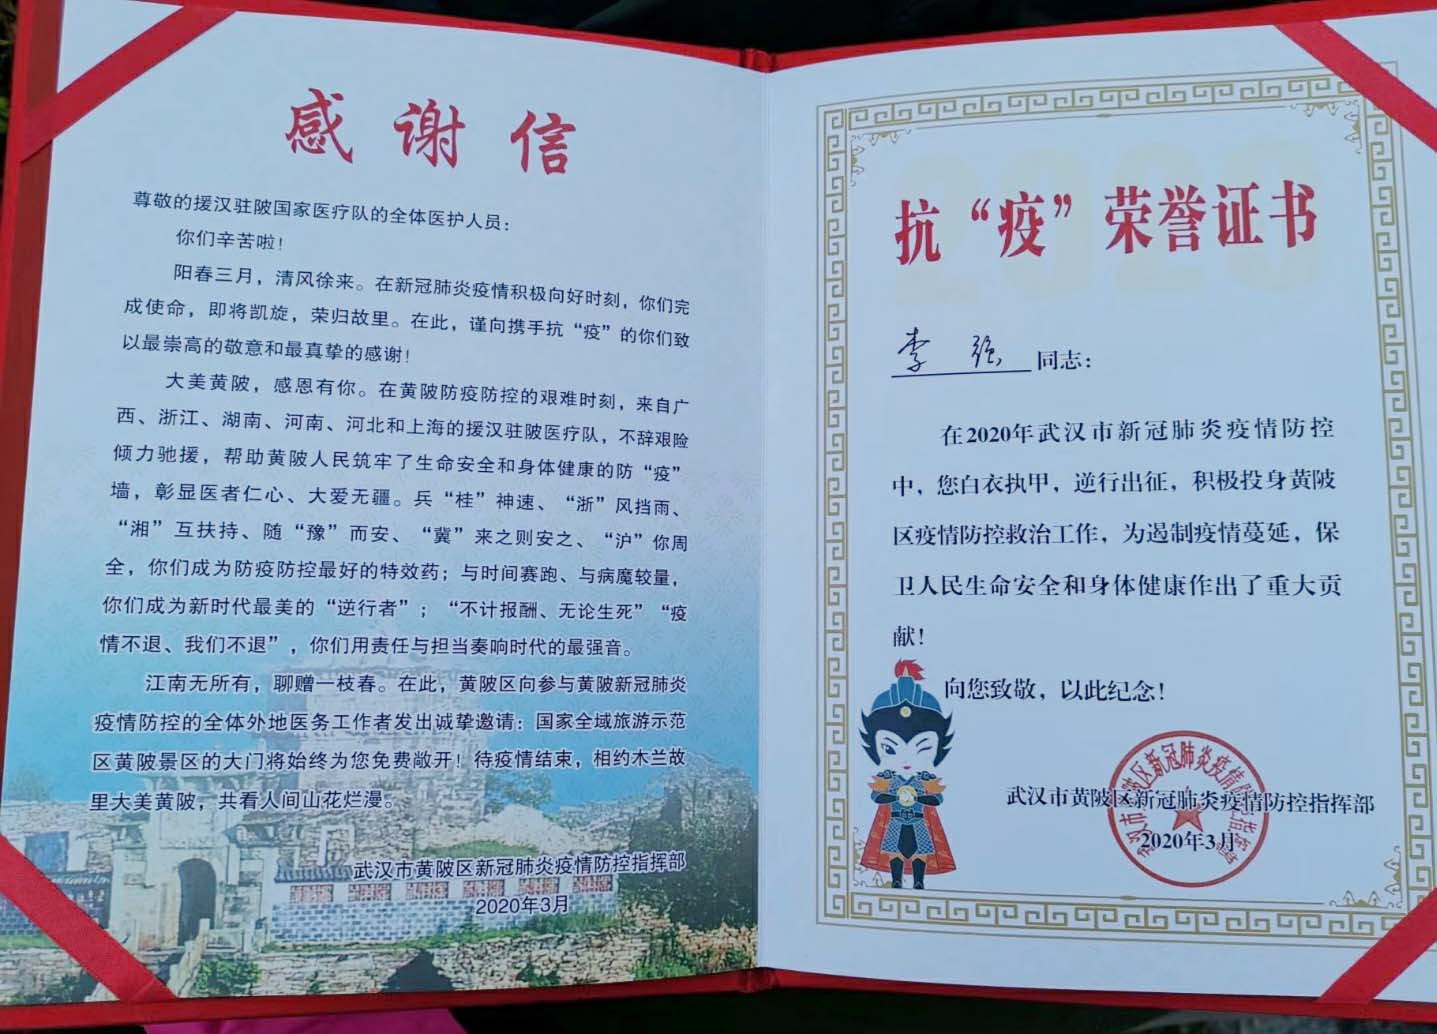 感谢信
尊敬的援汉驻陂国家医疗队的全体医护人员：
你们辛苦啦！
阳春三月，清风徐来。在新冠肺炎疫情积极向好时刻，你们完
成使命，即将凯旋，荣归故里。在此，谨向携手抗“疫”的你们致
以最崇高的敬意和最真挚的感谢！
大美黄陂，感恩有你。在黄陂防疫防控的艰难时刻，来自广
西、浙江、湖南、河南、河北和上海的援汉驻陂医疗队，不辞艰险
倾力驰援，帮助黄陂人民筑牢了生命安全和身体健康的防“疫”
墙，彰显医者仁心、大爱无疆。兵“桂”神速、“浙”风挡雨、
“湘”互扶持、随“豫”而安、“冀”来之则安之、“沪”你周
全，你们成为防疫防控最好的特效药；与时间赛跑、与病魔较量，
你们成为新时代最美的“逆行者”；“不计报酬、无论生死”“疫
情不退、我们不退”，你们用责任与担当奏响时代的最强音。
江南无所有，聊赠一枝春。在此，黄陂区向参与黄陂新冠肺炎
疫情防控的全体外地医务工作者发出诚挚邀请：国家全域旅游示范
区黄陂景区的大门将始终为您免费敞开！待疫情结束，相约木兰故
里大美黄陂，共看人间山花烂漫。
武汉市黄陂区新冠肺炎疫情防控指挥部
2020年3月
2020
抗“疫”荣誉证书
李强 同志：
在2020年武汉市新冠肺炎疫情防控
中，您白衣执甲，逆行出征，积极投身黄陂
区疫情防控救治工作，为遏制疫情蔓延，保
卫人民生命安全和身体健康作出了重大贡
献！
向您致敬，以此纪念！
武汉市黄陂区新冠肺炎疫情防控指挥部
2020年3月
武汉市黄陂区新冠肺炎疫情防控指挥部